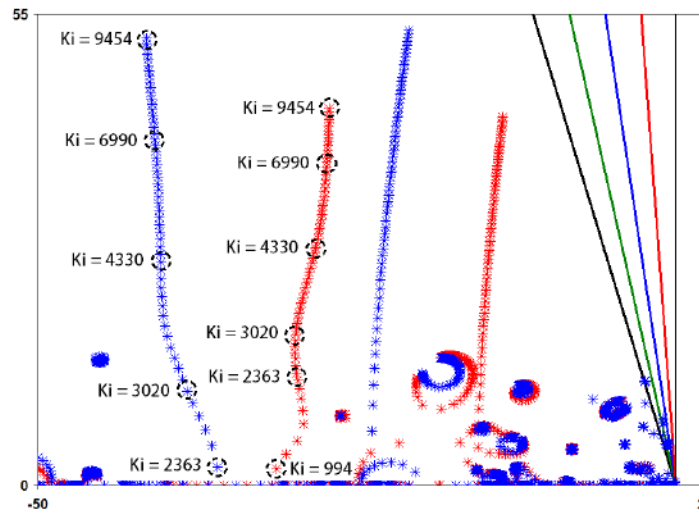 55
Ki = 9454
Ki = 9454
Ki = 6990
Ki = 6990
Ki = 4330
Ki = 4330
Ki = 3020
Ki = 2363
Ki = 3020
Ki = 2363
Ki = 994
0
-50